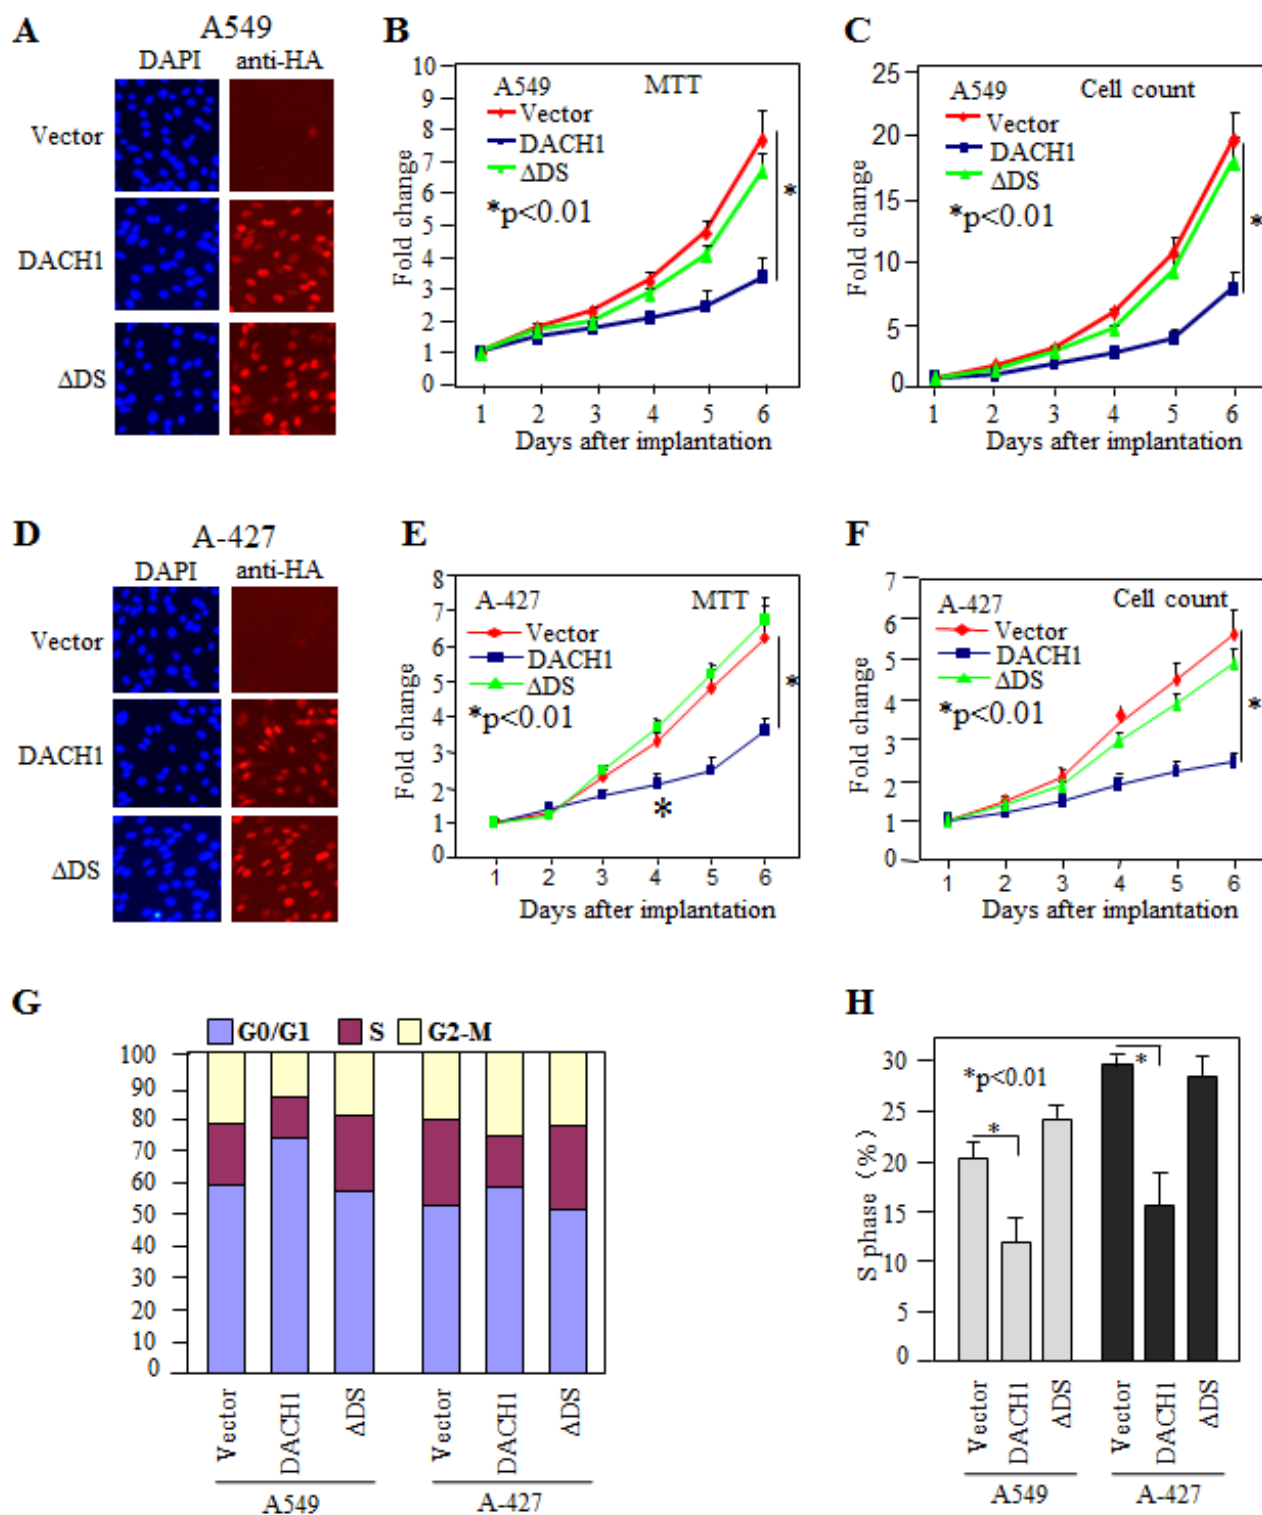 A
A549
DAPI anti-HA
Vector
DACH1
ΔDS
B
10
9
8
7
6
5
4
3
2
1
0
Fold change
A549
MTT
Vector
DACH1
ΔDS
*p<0.01
*
1 2 3 4 5 6
Days after implantation
C
25
20
15
10
5
0
Fold change
A549
Cell count
Vector
DACH1
ΔDS
*p<0.01
*
1 2 3 4 5 6
Days after implantation
D
A-427
DAPI anti-HA
Vector
DACH1
ΔDS
E
8
7
6
5
4
3
2
1
0
Fold change
A-427
MTT
Vector
DACH1
ΔDS
*p<0.01
*
*
1 2 3 4 5 6
Days after implantation
F
7
6
5
4
3
2
1
0
Fold change
A-427
Cell count
Vector
DACH1
ΔDS
*p<0.01
*
1 2 3 4 5 6
Days after implantation
G
G0/G1 S G2-M
100
90
80
70
60
50
40
30
20
10
0
Vector DACH1 ΔDS Vector DACH1 ΔDS
A549 A-427
H
30
25
20
15
10
5
0
S phase (%)
*p<0.01
*
*
Vector DACH1 ΔDS Vector DACH1 ΔDS
A549 A-427